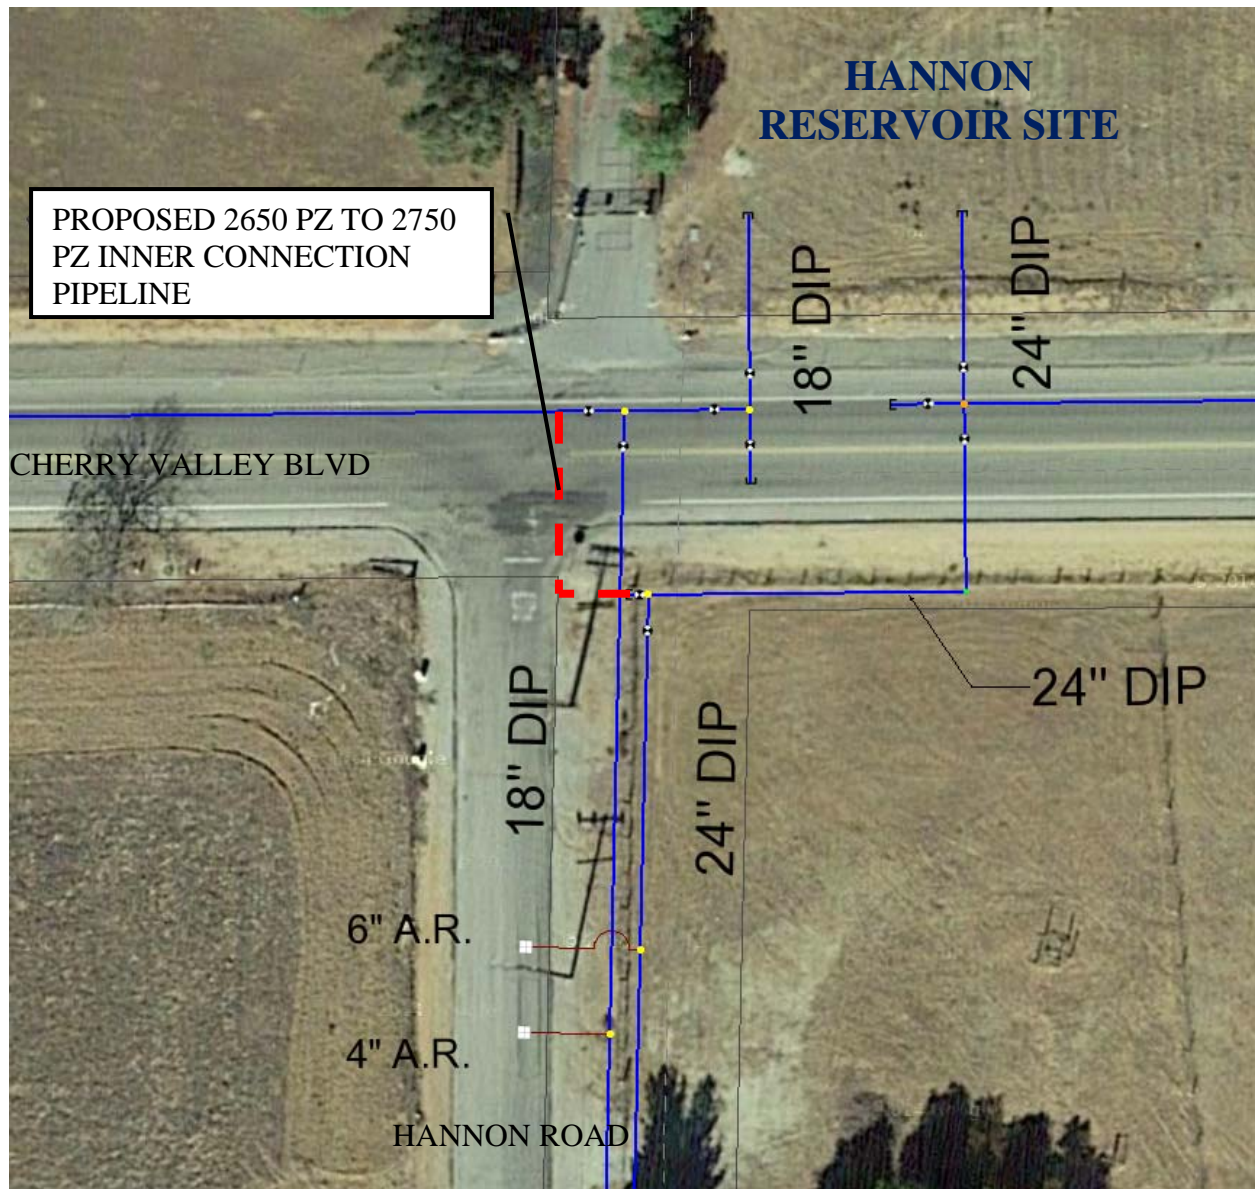 HANNON
RESERVOIR SITE
PROPOSED 2650 PZ TO 2750
PZ INNER CONNECTION
PIPELINE
18" DIP
24" DIP
CHERRY VALLEY BLVD
24" DIP
18" DIP
24" DIP
6" A.R.
4" A.R.
HANNON ROAD